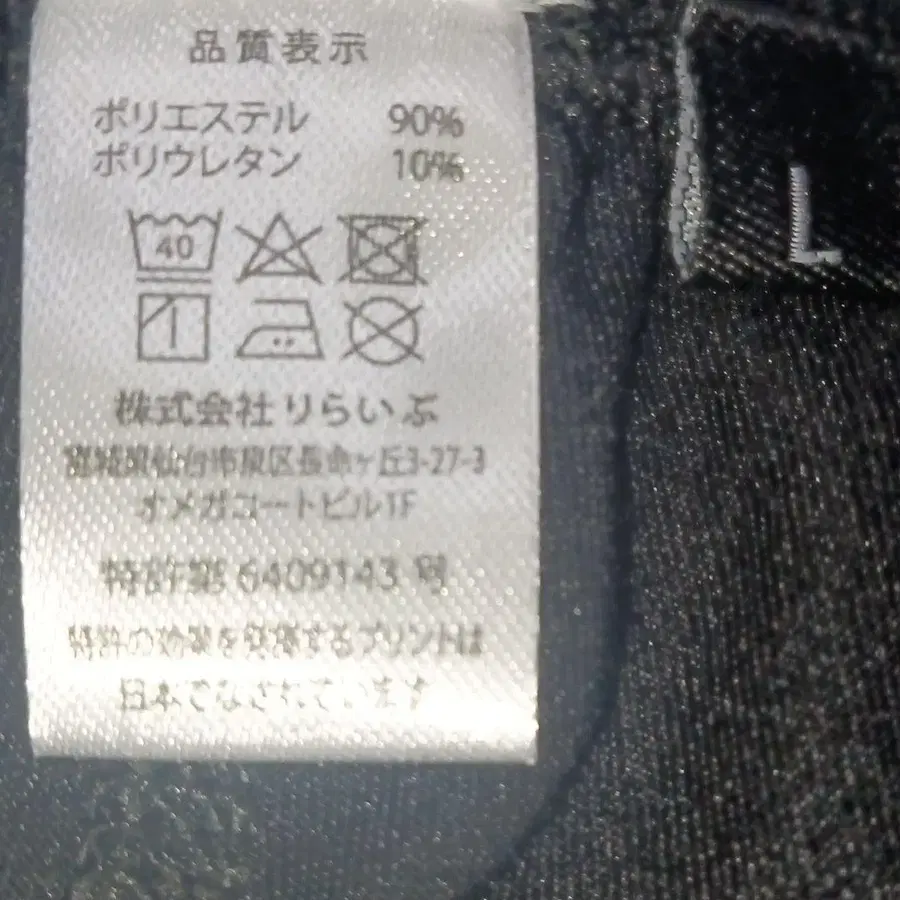 品質表示
ポリエステル 90%
ポリウレタン 10%
40
株式会社りらいぶ
宮城県仙台市泉区長命ヶ丘3-27-3
オメガコートビル1F
特許第6409143号
特許の効果を発揮するプリントは
日本でなされています
L